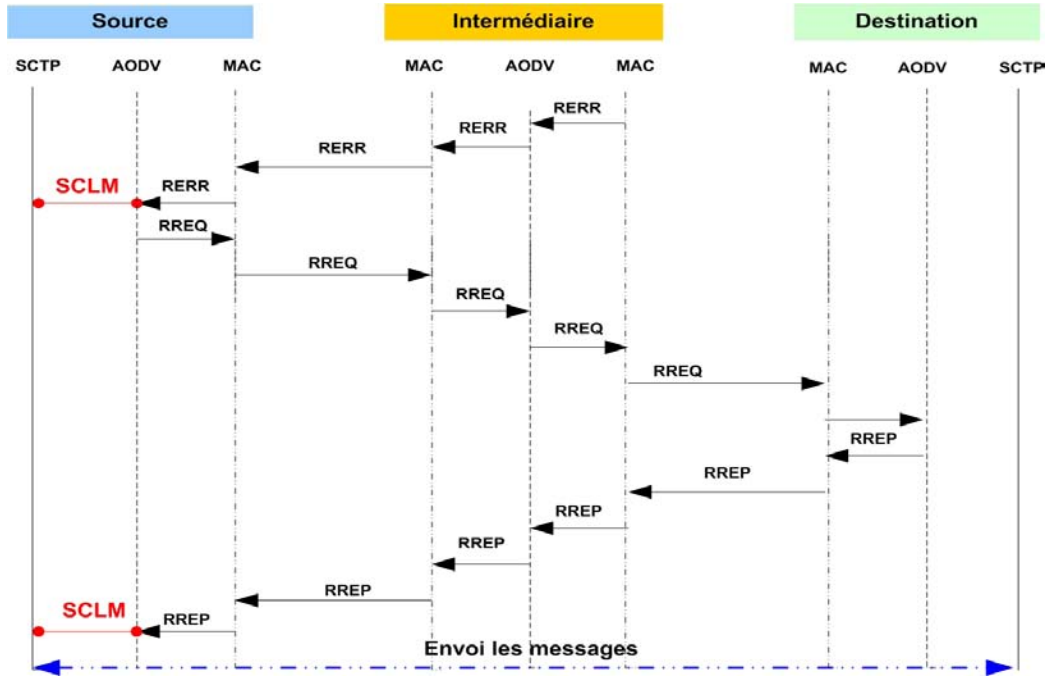 Source Intermédiaire Destination
SCTP AODV MAC MAC AODV MAC MAC AODV SCTP
RERR
RERR
RERR
SCLM RERR
RREQ
RREQ
RREQ
RREQ
RREQ
RREP
RREP
RREP
RREP
RREP
SCLM RREP
Envoi les messages